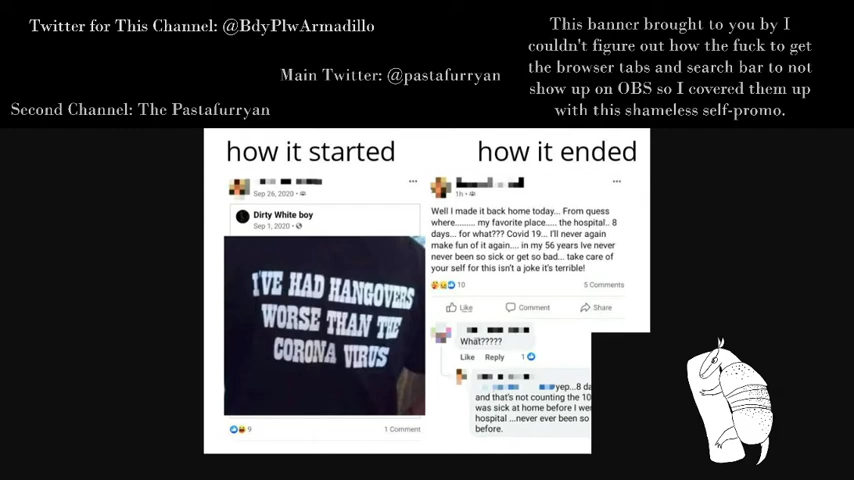 Twitter for This Channel: @BdyPlwArmadillo
Main Twitter: @pastafurryan
Second Channel: The Pastafurryan
This banner brought to you by I
couldn't figure out how the fuck to get
the browser tabs and search bar to not
show up on OBS so I covered them up
with this shameless self-promo.
how it started
Sep 26, 2020
Dirty White boy
Sep 1, 2020
I'VE HAD HANGOVERS
WORSE THAN THE
CORONA VIRUS
9
1 Comment
how it ended
1h
Well I made it back home today... From quess
where......... my favorite place..... the hospital.. 8
days... for what??? Covid 19... I'll never again
make fun of it again.... in my 56 years Ive never
never been so sick or get so bad... take care of
your self for this isn't a joke it's terrible!
10
5 Comments
Like Comment Share
What?????
Like Reply 1
yep...8 da
and that's not counting the 10
was sick at home before I we
hospital ...never ever been so
before.